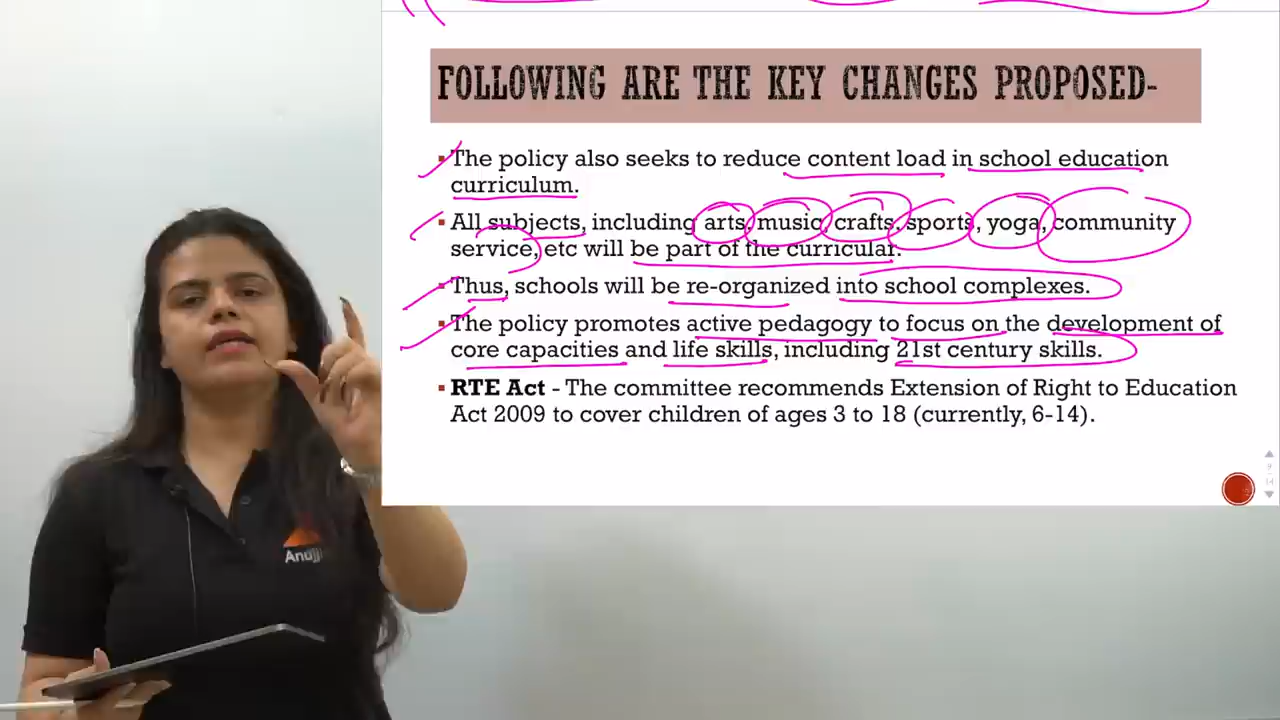 FOLLOWING ARE THE KEY CHANGES PROPOSED-
▪ The policy also seeks to reduce content load in school education
curriculum.
▪ All subjects, including arts, music, crafts, sports, yoga, community
service, etc will be part of the curricular.
▪ Thus, schools will be re-organized into school complexes.
▪ The policy promotes active pedagogy to focus on the development of
core capacities and life skills, including 21st century skills.
▪ RTE Act - The committee recommends Extension of Right to Education
Act 2009 to cover children of ages 3 to 18 (currently, 6-14).